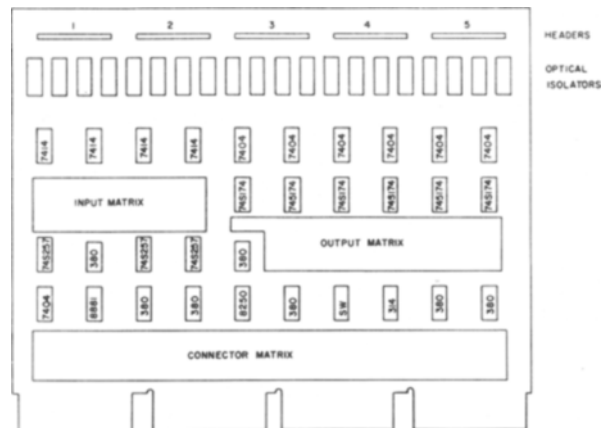 1 2 3 4 5
HEADERS
OPTICAL
ISOLATORS
7414 7414 7414 7414 7404 7404 7404 7404 7404 7404
74S174 74S174 74S174 74S174 74S174 74S174
INPUT MATRIX
OUTPUT MATRIX
74S257 380 74S257 74S257 380
7404 8881 380 380 8250 380 SW 314 380 380
CONNECTOR MATRIX